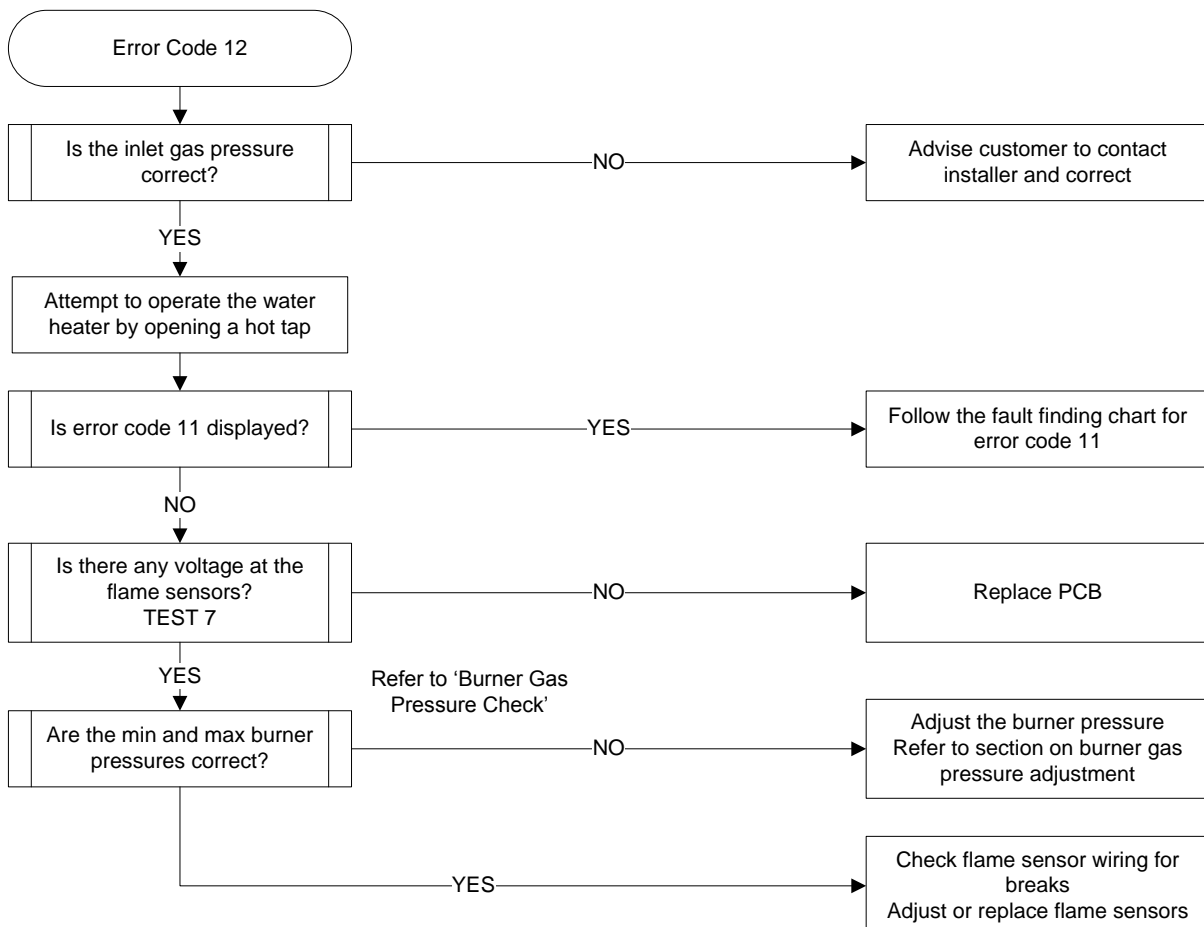 Error Code 12
Is the inlet gas pressure
correct?
NO
Advise customer to contact
installer and correct
YES
Attempt to operate the water
heater by opening a hot tap
Is error code 11 displayed?
YES
Follow the fault finding chart for
error code 11
NO
Is there any voltage at the
flame sensors?
TEST 7
NO
Replace PCB
YES
Refer to ‘Burner Gas
Pressure Check’
Are the min and max burner
pressures correct?
NO
Adjust the burner pressure
Refer to section on burner gas
pressure adjustment
YES
Check flame sensor wiring for
breaks
Adjust or replace flame sensors